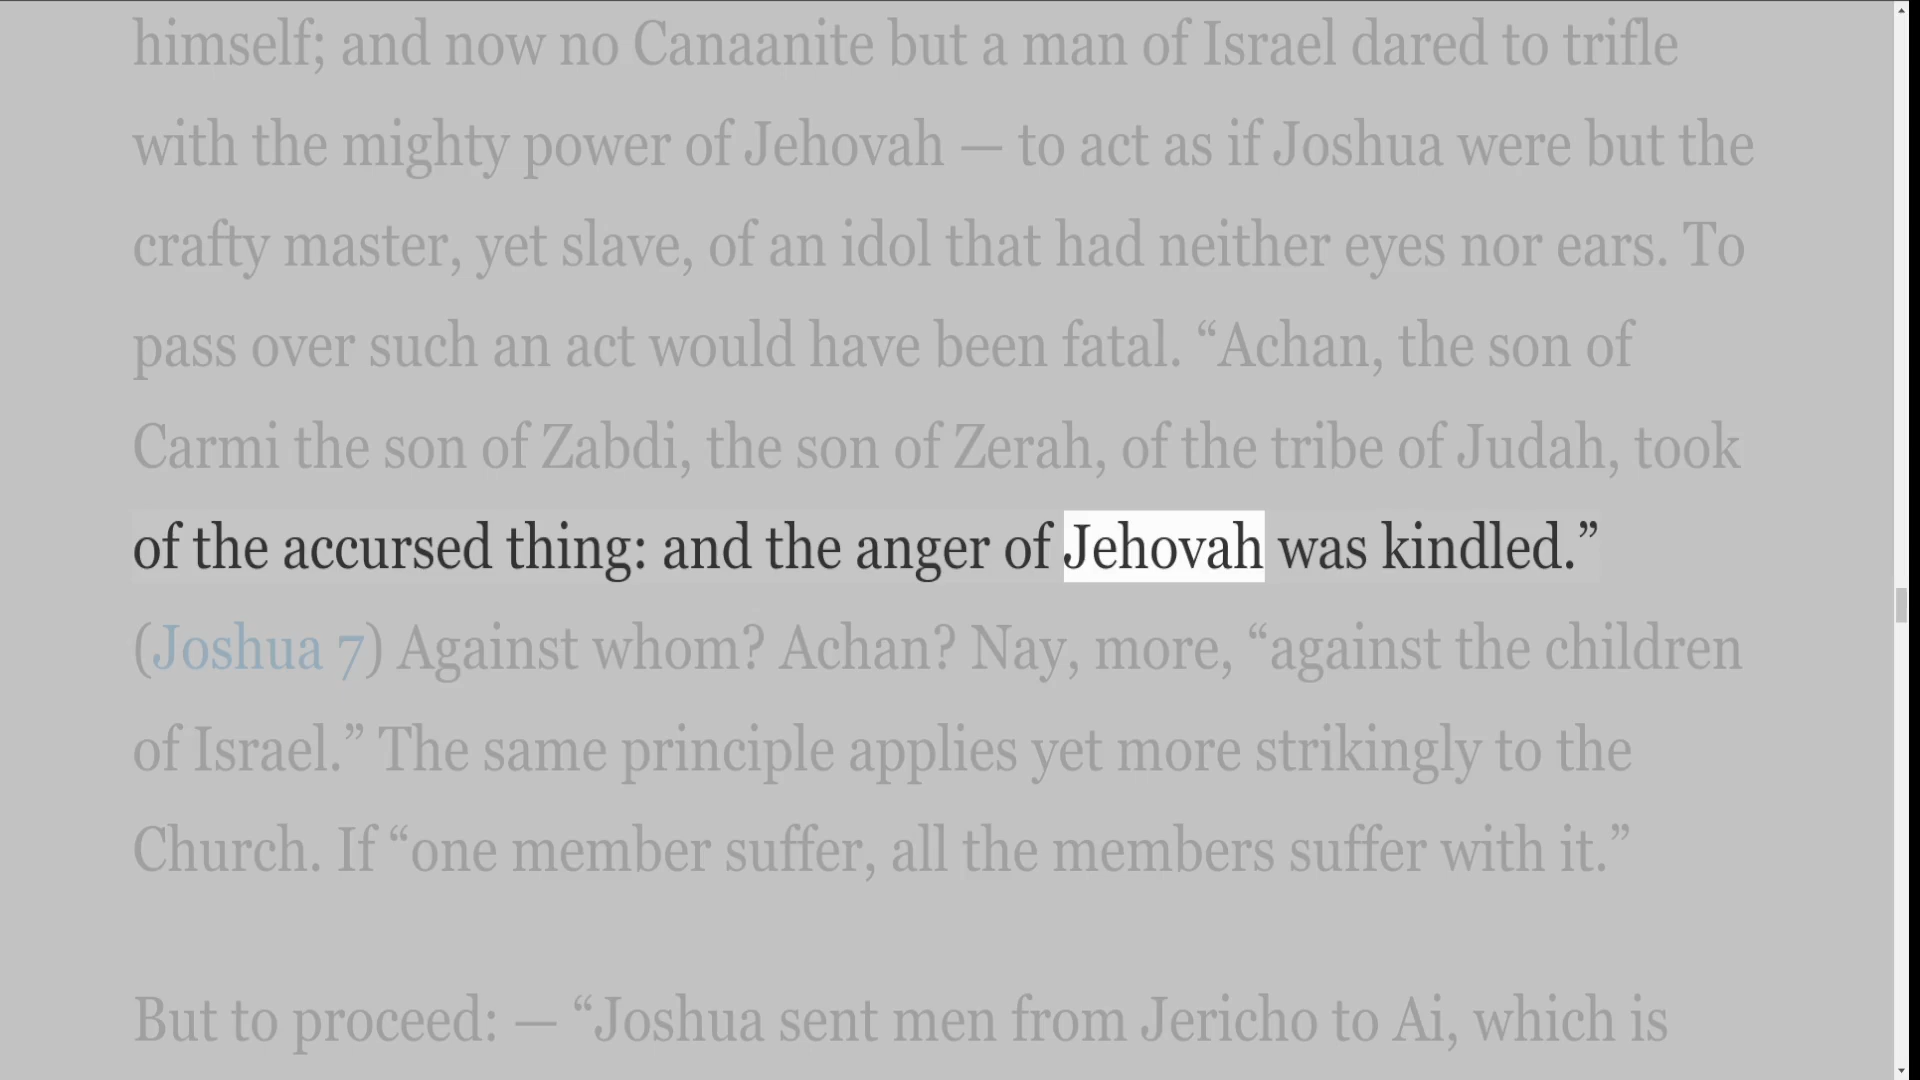 himself; and now no Canaanite but a man of Israel dared to trifle
with the mighty power of Jehovah — to act as if Joshua were but the
crafty master, yet slave, of an idol that had neither eyes nor ears. To
pass over such an act would have been fatal. “Achan, the son of
Carmi the son of Zabdi, the son of Zerah, of the tribe of Judah, took
of the accursed thing: and the anger of Jehovah was kindled.”
(Joshua 7) Against whom? Achan? Nay, more, “against the children
of Israel.” The same principle applies yet more strikingly to the
Church. If “one member suffer, all the members suffer with it.”
But to proceed: — “Joshua sent men from Jericho to Ai, which is